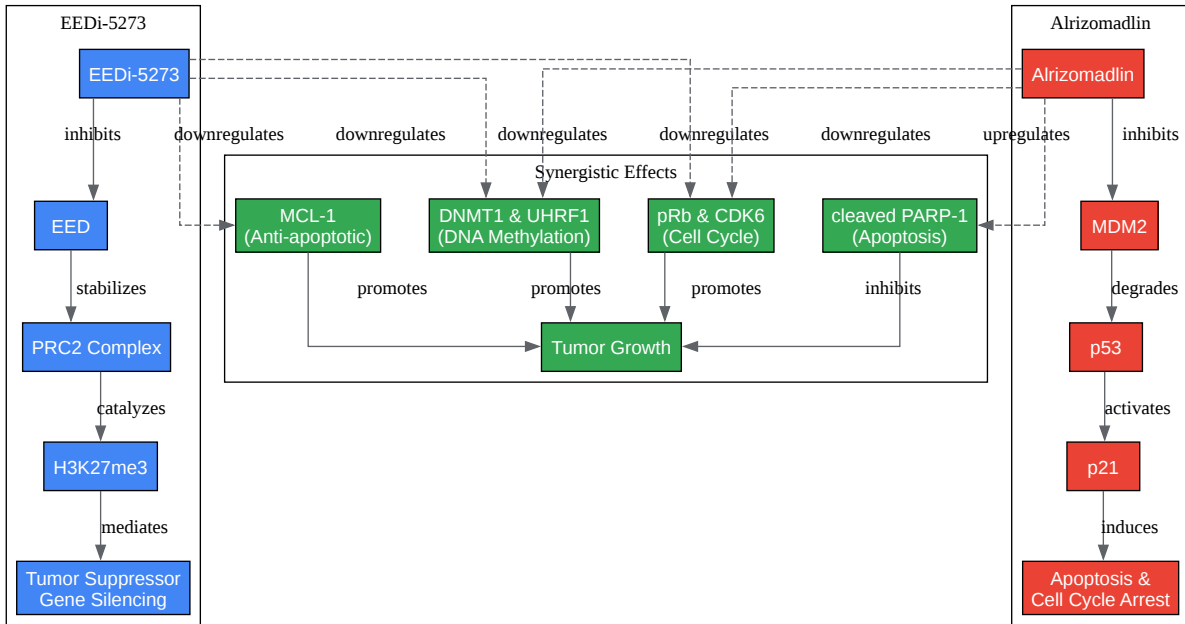 EEDi-5273
Alrizomadlin
EEDi-5273
Alrizomadlin
inhibits
downregulates
downregulates
downregulates
downregulates
downregulates
upregulates
inhibits
Synergistic Effects
EED
MCL-1
(Anti-apoptotic)
DNMT1 & UHRF1
(DNA Methylation)
pRb & CDK6
(Cell Cycle)
cleaved PARP-1
(Apoptosis)
MDM2
stabilizes
promotes
promotes
promotes
inhibits
degrades
PRC2 Complex
Tumor Growth
p53
catalyzes
activates
H3K27me3
p21
mediates
induces
Tumor Suppressor
Gene Silencing
Apoptosis &
Cell Cycle Arrest